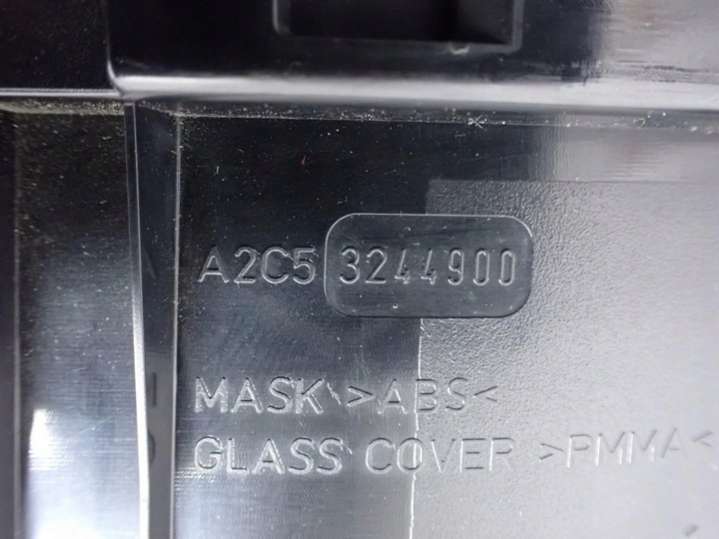 A2C5 3244900
MASK >ABS<
GLASS COVER >PMMA<